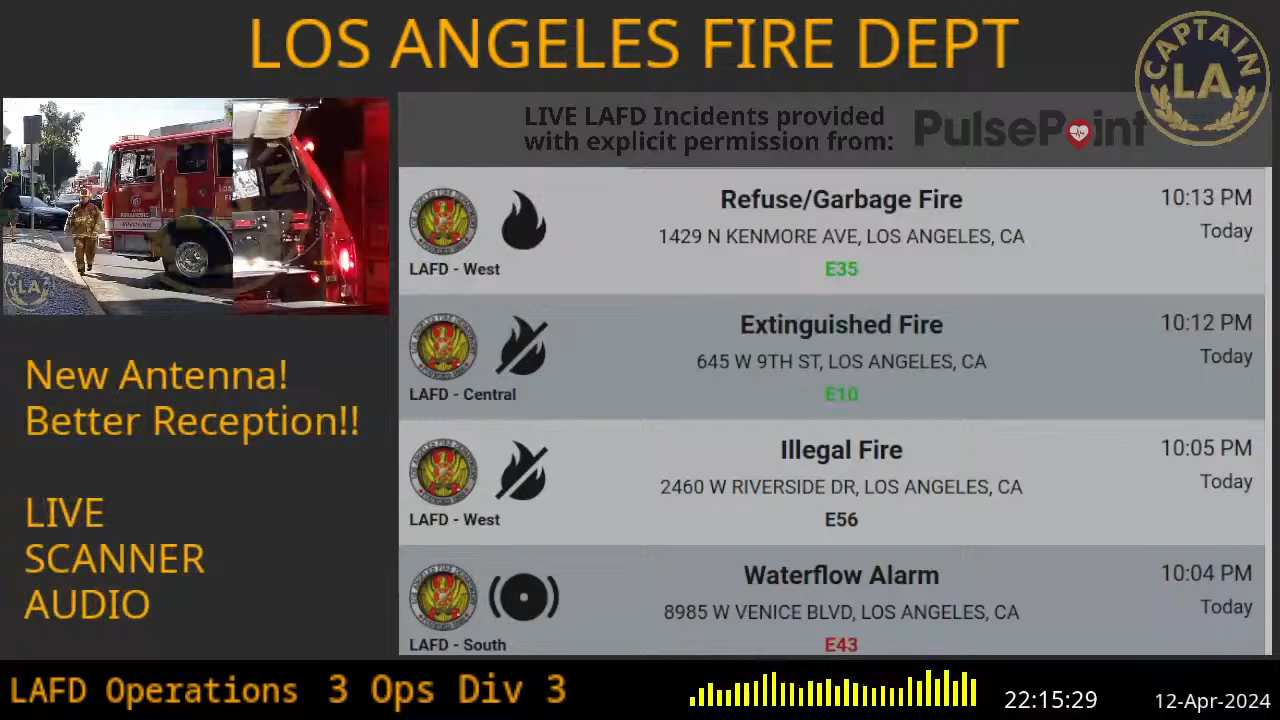 LOS ANGELES FIRE DEPT
CAPTAIN
LA
LIVE LAFD Incidents provided
with explicit permission from:
PulsePoint
Refuse/Garbage Fire
10:13 PM
1429 N KENMORE AVE, LOS ANGELES, CA
Today
LAFD - West
E35
Extinguished Fire
10:12 PM
645 W 9TH ST, LOS ANGELES, CA
Today
LAFD - Central
E10
Illegal Fire
10:05 PM
2460 W RIVERSIDE DR, LOS ANGELES, CA
Today
LAFD - West
E56
Waterflow Alarm
10:04 PM
8985 W VENICE BLVD, LOS ANGELES, CA
Today
LAFD - South
E43
New Antenna!
Better Reception!!
LIVE
SCANNER
AUDIO
LAFD Operations 3 Ops Div 3
22:15:29
12-Apr-2024